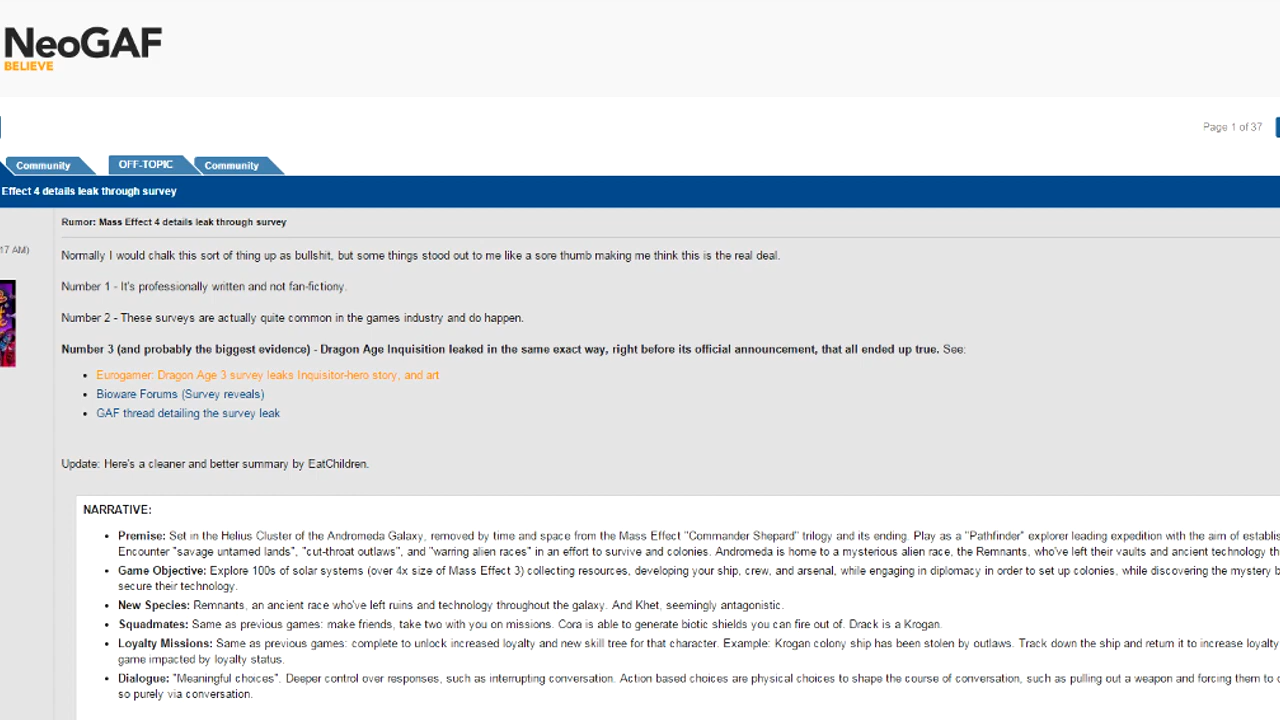 NeoGAF
BELIEVE
Page 1 of 37
Community
OFF-TOPIC
Community
Effect 4 details leak through survey
Rumor: Mass Effect 4 details leak through survey
17 AM)
Normally I would chalk this sort of thing up as bullshit, but some things stood out to me like a sore thumb making me think this is the real deal.
Number 1 - It's professionally written and not fan-fictiony.
Number 2 - These surveys are actually quite common in the games industry and do happen.
Number 3 (and probably the biggest evidence) - Dragon Age Inquisition leaked in the same exact way, right before its official announcement, that all ended up true. See:
• Eurogamer: Dragon Age 3 survey leaks Inquisitor-hero story, and art
• Bioware Forums (Survey reveals)
• GAF thread detailing the survey leak
Update: Here's a cleaner and better summary by EatChildren.
NARRATIVE:
• Premise: Set in the Helius Cluster of the Andromeda Galaxy, removed by time and space from the Mass Effect "Commander Shepard" trilogy and its ending. Play as a "Pathfinder" explorer leading expedition with the aim of establis
Encounter "savage untamed lands", "cut-throat outlaws", and "warring alien races" in an effort to survive and colonies. Andromeda is home to a mysterious alien race, the Remnants, who've left their vaults and ancient technology th
• Game Objective: Explore 100s of solar systems (over 4x size of Mass Effect 3) collecting resources, developing your ship, crew, and arsenal, while engaging in diplomacy in order to set up colonies, while discovering the mystery b
secure their technology.
• New Species: Remnants, an ancient race who've left ruins and technology throughout the galaxy. And Khet, seemingly antagonistic.
• Squadmates: Same as previous games: make friends, take two with you on missions. Cora is able to generate biotic shields you can fire out of. Drack is a Krogan.
• Loyalty Missions: Same as previous games: complete to unlock increased loyalty and new skill tree for that character. Example: Krogan colony ship has been stolen by outlaws. Track down the ship and return it to increase loyalty
game impacted by loyalty status.
• Dialogue: "Meaningful choices". Deeper control over responses, such as interrupting conversation. Action based choices are physical choices to shape the course of conversation, such as pulling out a weapon and forcing them to
so purely via conversation.